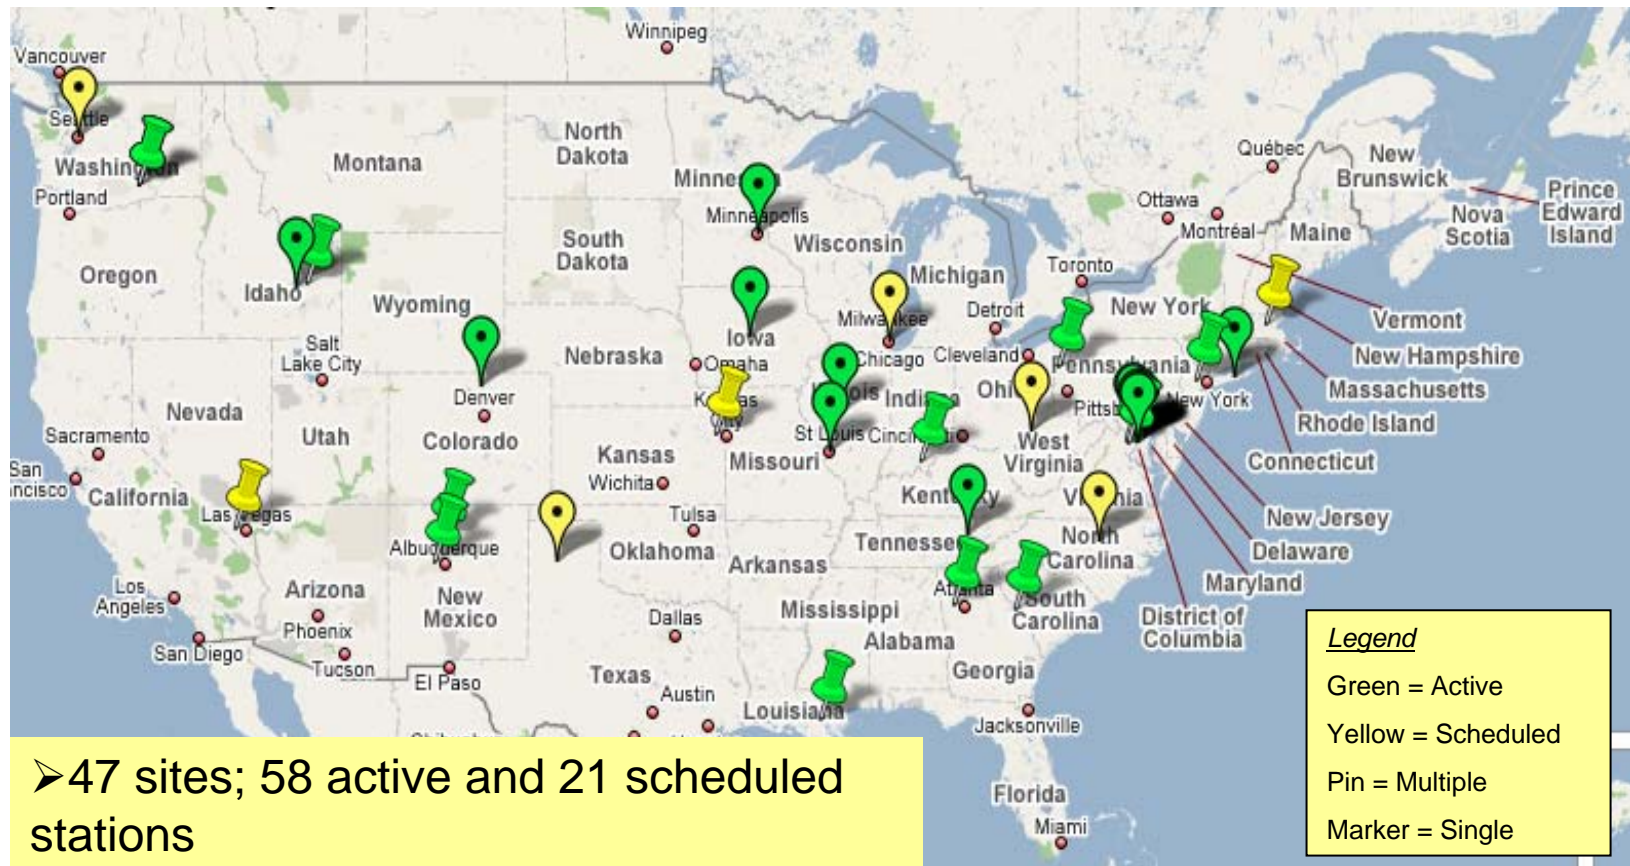 Winnipeg
Vancouver
Seattle
Washington
Portland
Montana
North
Dakota
Minneapolis
Québec
New
Brunswick
Prince
Edward
Island
Nova
Scotia
Ottawa
Montréal
Maine
Oregon
Idaho
Wyoming
South
Dakota
Wisconsin
Michigan
Toronto
New York
Vermont
New Hampshire
Massachusetts
Rhode Island
Connecticut
New Jersey
Delaware
Maryland
District of
Columbia
Salt
Lake City
Nebraska
Iowa
Omaha
Milwaukee
Chicago
Detroit
Cleveland
Pennsylvania
New York
Nevada
Utah
Denver
Colorado
Kansas
Wichita
Missouri
St Louis
West
Virginia
Kentucky
Sacramento
San
ncisco
California
Las Vegas
Albuquerque
Tulsa
Oklahoma
Arkansas
Tennessee
North
Carolina
Los
Angeles
Arizona
Phoenix
New
Mexico
Dallas
Mississippi
Alabama
Atlanta
South
Carolina
San Diego
Tucson
El Paso
Texas
Austin
Louisiana
Georgia
Jacksonville
Florida
Miami
➢47 sites; 58 active and 21 scheduled
stations
Legend
Green = Active
Yellow = Scheduled
Pin = Multiple
Marker = Single